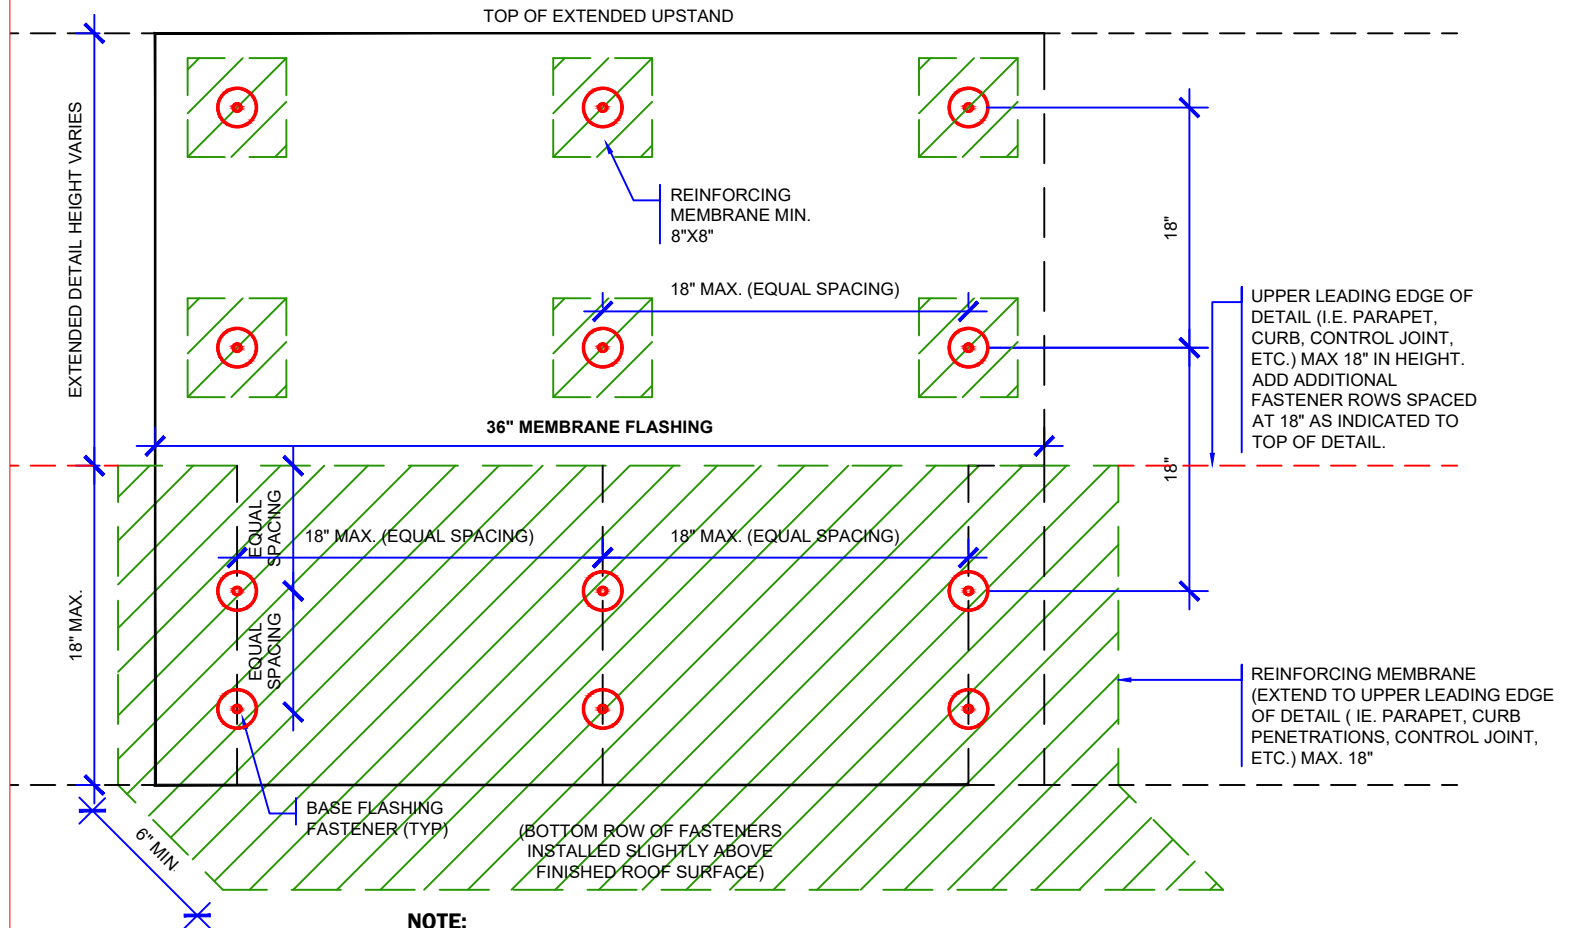 TOP OF EXTENDED UPSTAND
EXTENDED DETAIL HEIGHT VARIES
REINFORCING
MEMBRANE MIN.
8"X8"
18"
18" MAX. (EQUAL SPACING)
UPPER LEADING EDGE OF
DETAIL (I.E. PARAPET,
CURB, CONTROL JOINT,
ETC.) MAX 18" IN HEIGHT.
ADD ADDITIONAL
FASTENER ROWS SPACED
AT 18" AS INDICATED TO
TOP OF DETAIL.
36" MEMBRANE FLASHING
18"
EQUAL
SPACING
18" MAX. (EQUAL SPACING)
18" MAX. (EQUAL SPACING)
18" MAX.
EQUAL
SPACING
REINFORCING MEMBRANE
(EXTEND TO UPPER LEADING EDGE
OF DETAIL ( IE. PARAPET, CURB
PENETRATIONS, CONTROL JOINT,
ETC.) MAX. 18"
BASE FLASHING
FASTENER (TYP)
6" MIN.
(BOTTOM ROW OF FASTENERS
INSTALLED SLIGHTLY ABOVE
FINISHED ROOF SURFACE)
NOTE: